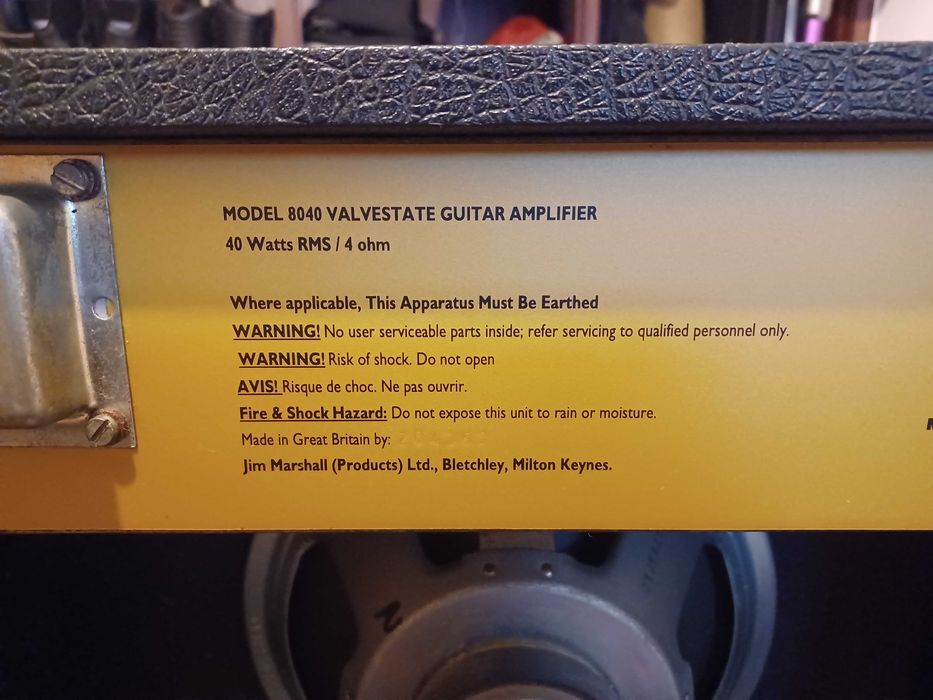 MODEL 8040 VALVESTATE GUITAR AMPLIFIER
40 Watts RMS / 4 ohm
Where applicable, This Apparatus Must Be Earthed
WARNING! No user serviceable parts inside; refer servicing to qualified personnel only.
WARNING! Risk of shock. Do not open
AVIS! Risque de choc. Ne pas ouvrir.
Fire & Shock Hazard: Do not expose this unit to rain or moisture.
Made in Great Britain by:
Jim Marshall (Products) Ltd., Bletchley, Milton Keynes.
2